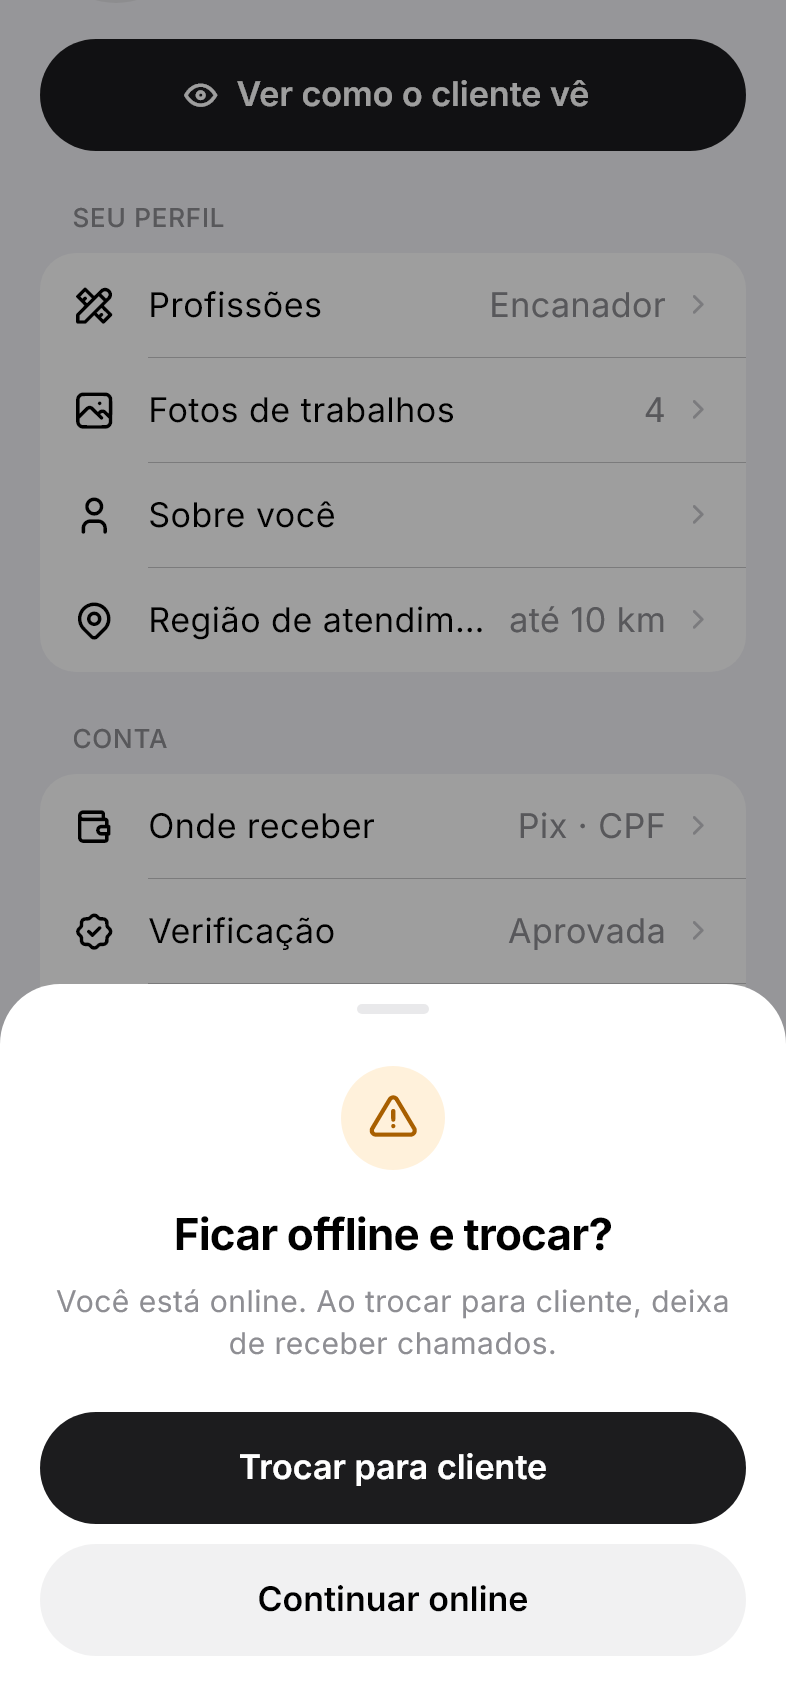 Ver como o cliente vê
SEU PERFIL
Profissões Encanador
Fotos de trabalhos 4
Sobre você
Região de atendim... até 10 km
CONTA
Onde receber Pix · CPF
Verificação Aprovada
Ficar offline e trocar?
Você está online. Ao trocar para cliente, deixa
de receber chamados.
Trocar para cliente
Continuar online